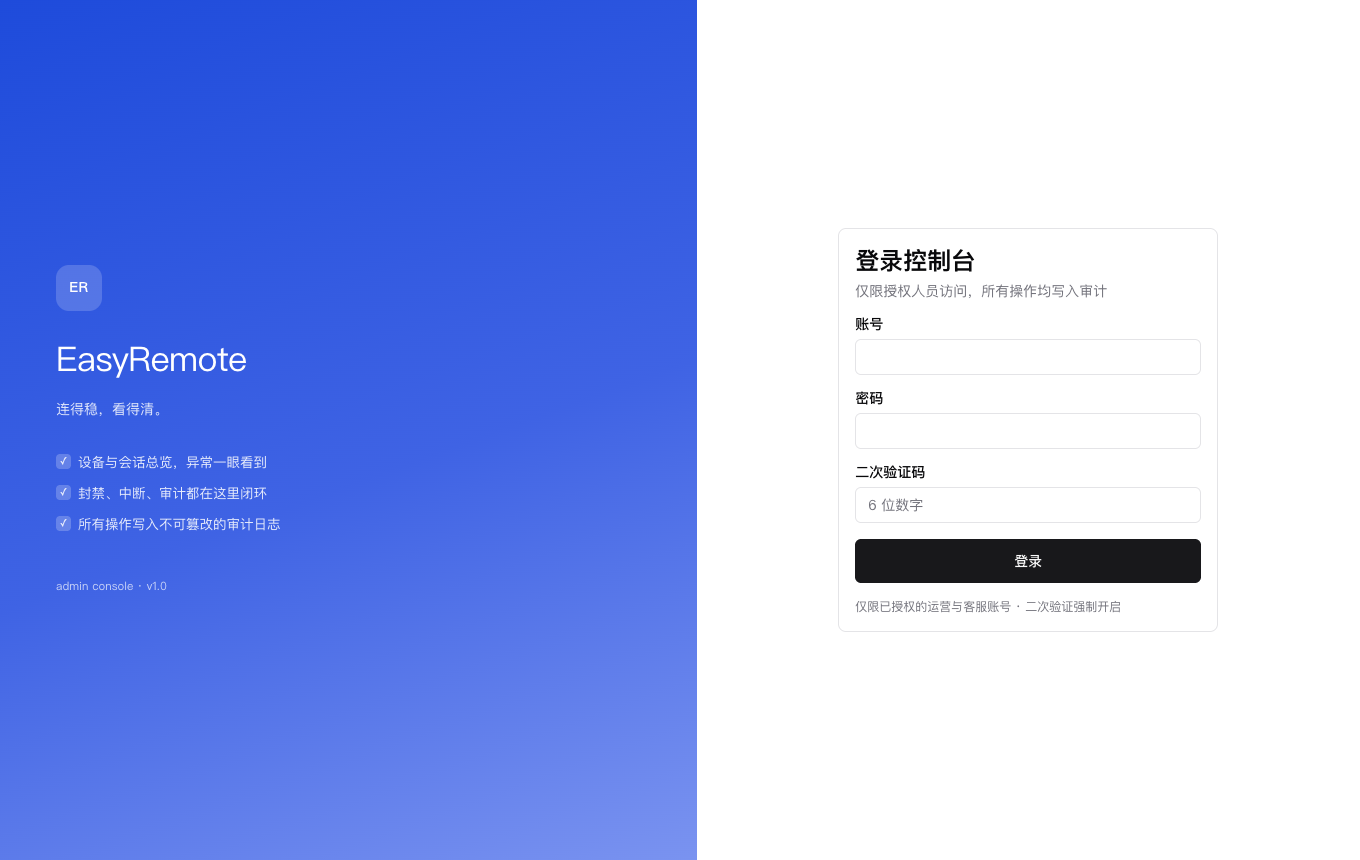 ER
EasyRemote
连得稳，看得清。
✓ 设备与会话总览，异常一眼看到
✓ 封禁、中断、审计都在这里闭环
✓ 所有操作写入不可篡改的审计日志
admin console · v1.0
登录控制台
仅限授权人员访问，所有操作均写入审计
账号
密码
二次验证码
6 位数字
登录
仅限已授权的运营与客服账号 · 二次验证强制开启